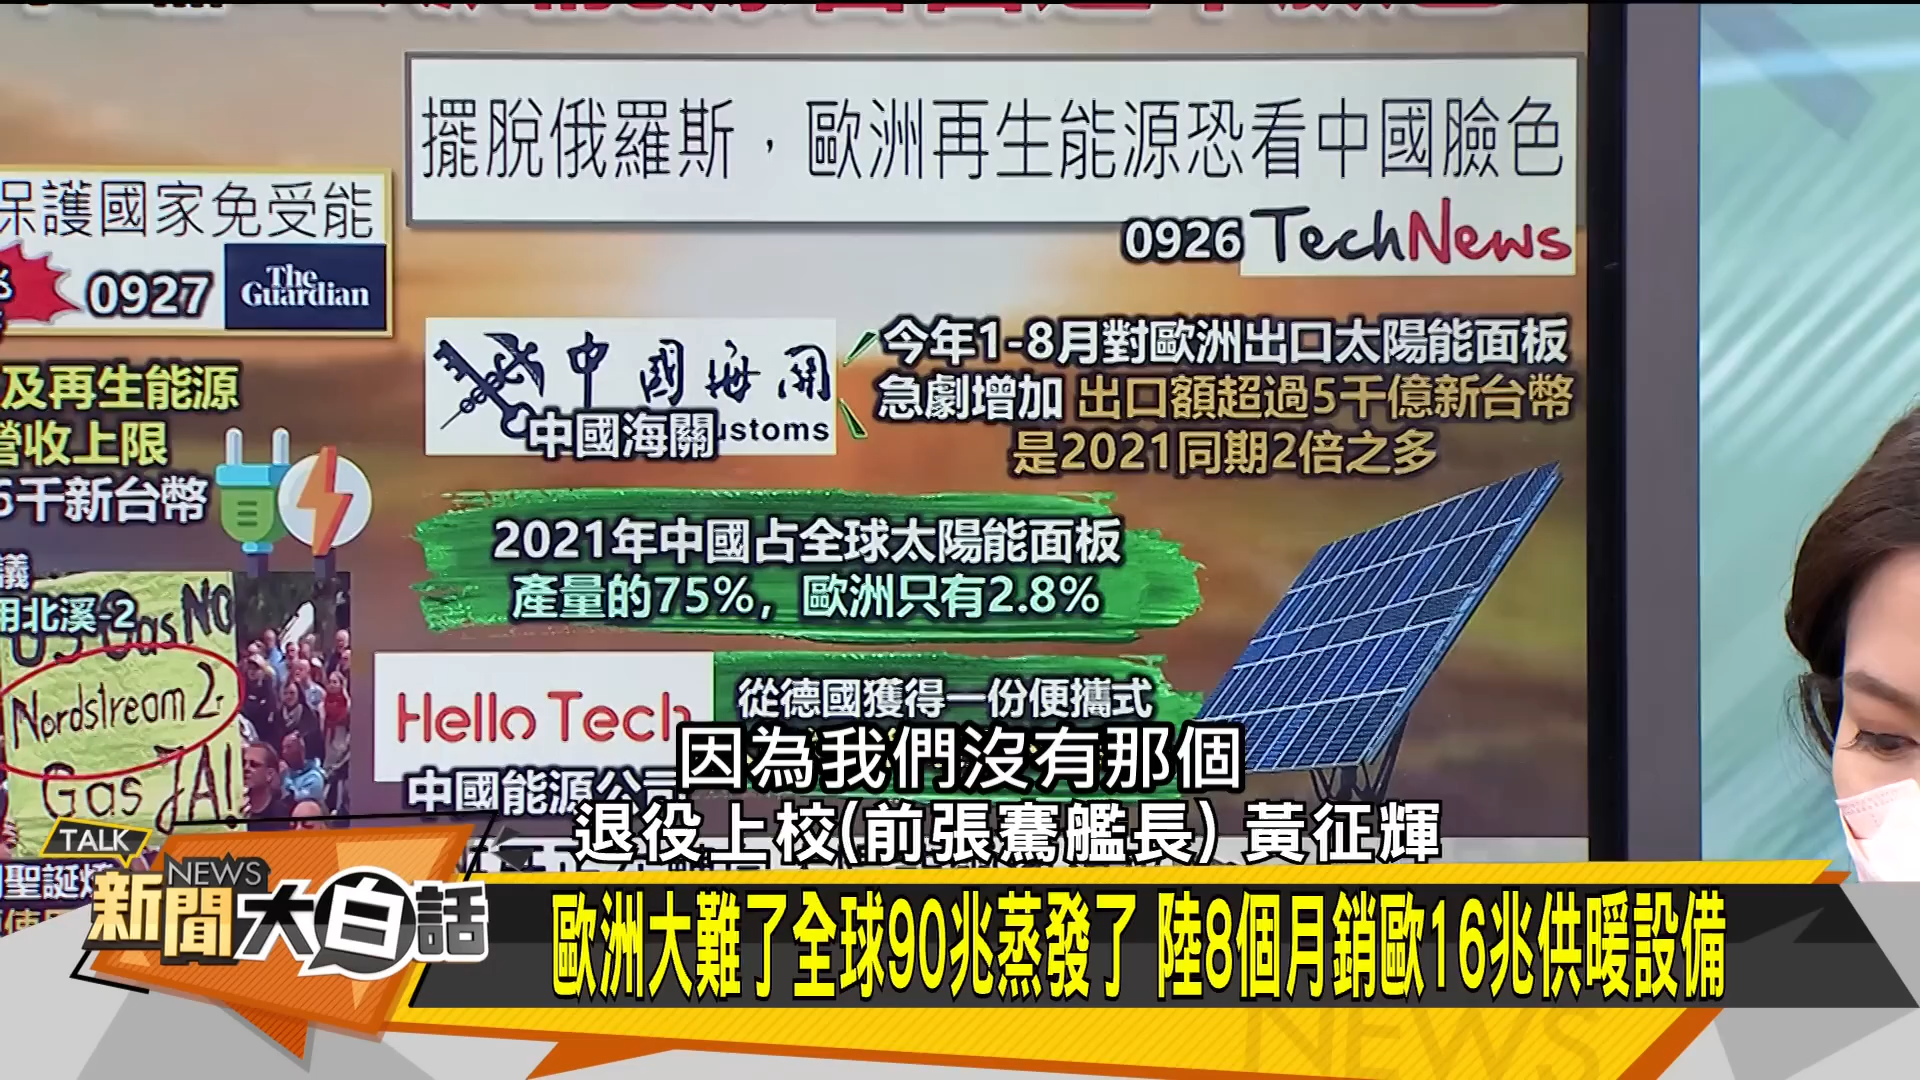 擺脫俄羅斯，歐洲再生能源恐看中國臉色
0926 TechNews
保護國家免受能
0927 The Guardian
及再生能源
營收上限
6千新台幣
用北溪-2
US Gas NO
Nordstream 2
Gas JA!
中國海關
中國海關 ustoms
今年1-8月對歐洲出口太陽能面板
急劇增加 出口額超過5千億新台幣
是2021同期2倍之多
2021年中國占全球太陽能面板
產量的75%，歐洲只有2.8%
Hello Tech
中國能源公司
從德國獲得一份便攜式
因為我們沒有那個
退役上校(前張騫艦長) 黃征輝
TALK
NEWS
新聞大白話
歐洲大難了全球90兆蒸發了 陸8個月銷歐16兆供暖設備
NEWS